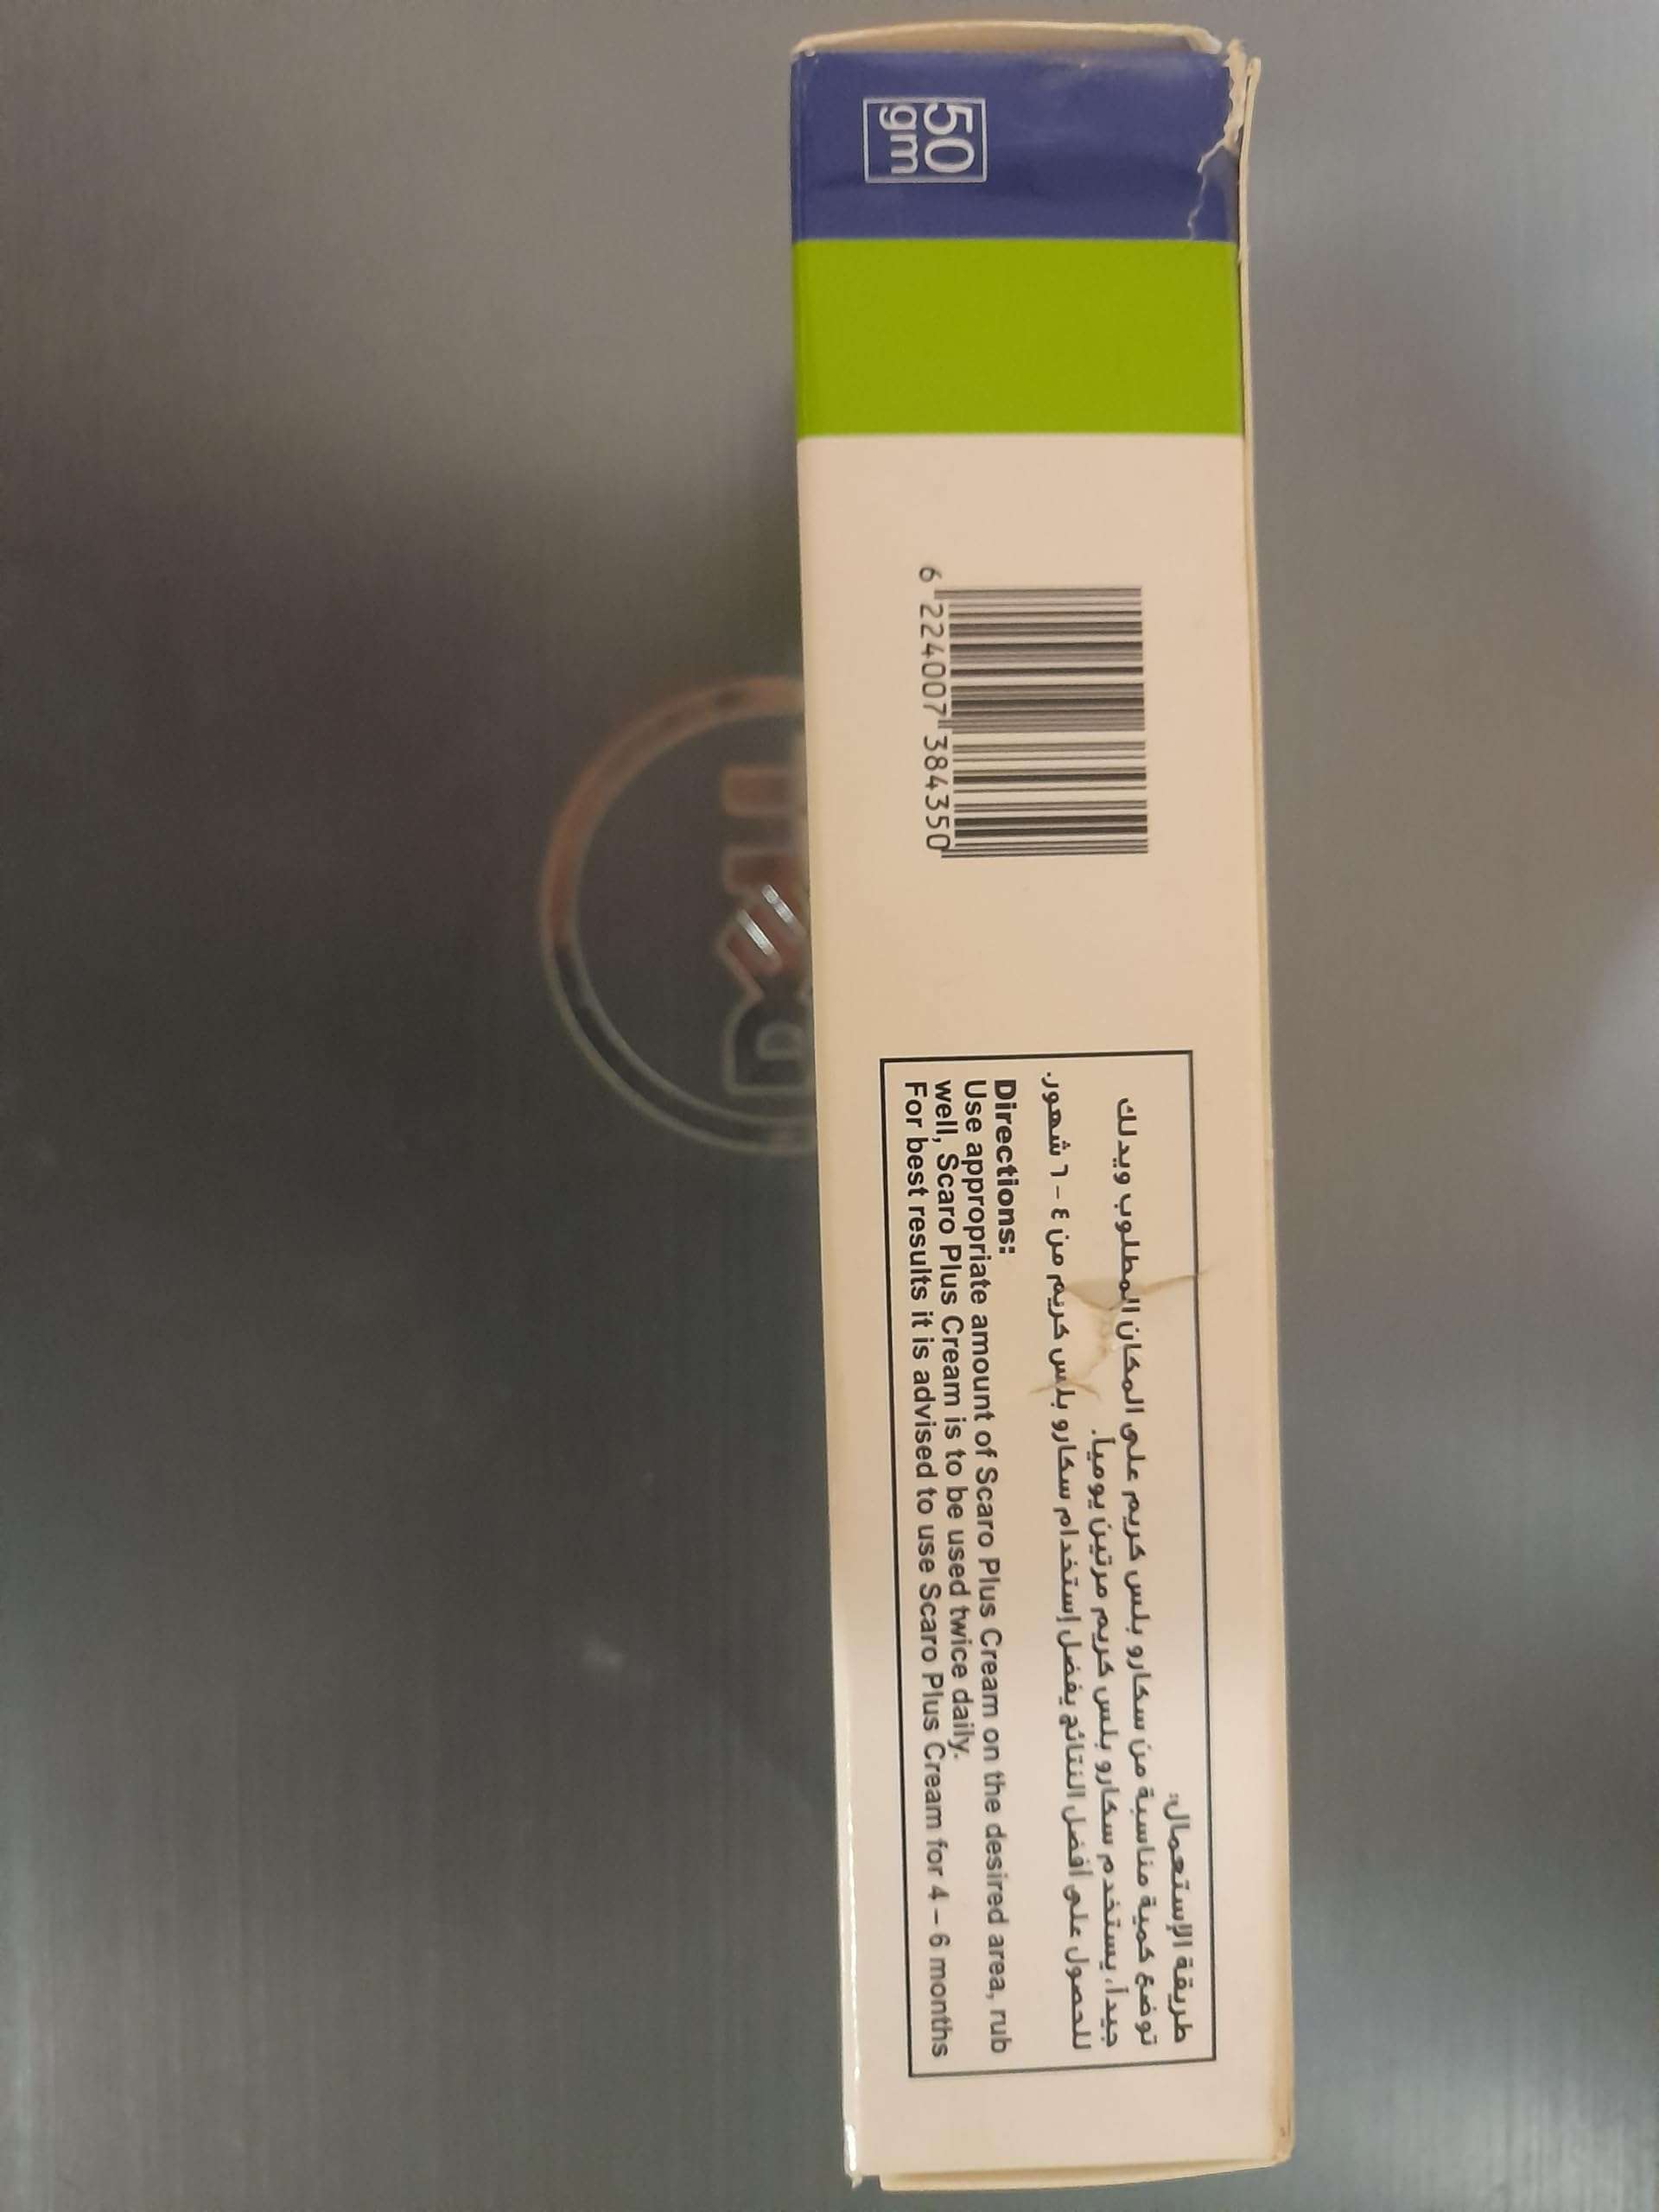 50
gm
6 224007 384350
طريقة الإستعمال:
توضع كمية مناسبة من سكارو بلس كريم على المكان المطلوب ويدلك
جيداً، يستخدم سكارو بلس كريم مرتين يومياً.
للحصول على أفضل النتائج يفضل إستخدام سكارو بلس كريم من ٤ – ٦ شهور.
Directions:
Use appropriate amount of Scaro Plus Cream on the desired area, rub
well, Scaro Plus Cream is to be used twice daily.
For best results it is advised to use Scaro Plus Cream for 4 – 6 months